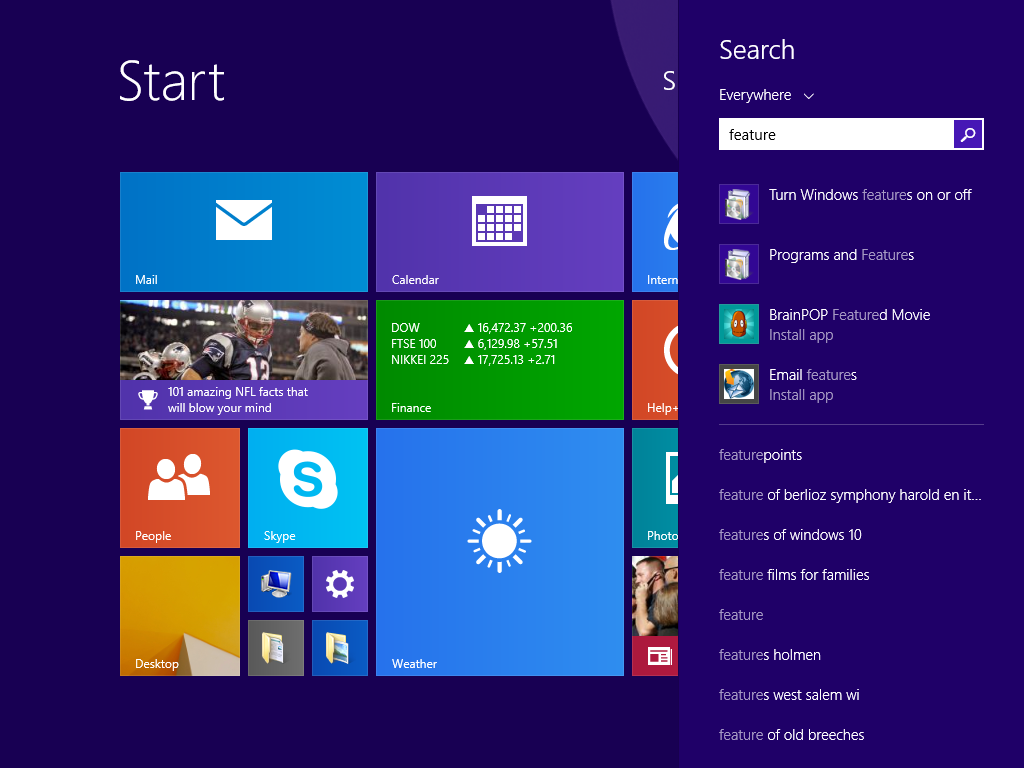 Start
S
Mail
Calendar
Intern
101 amazing NFL facts that
will blow your mind
DOW ▲ 16,472.37 +200.36
FTSE 100 ▲ 6,129.98 +57.51
NIKKEI 225 ▲ 17,725.13 +2.71
Finance
Help+
People
S
Skype
Weather
Photo
Desktop
Search
Everywhere
feature
Turn Windows features on or off
Programs and Features
BrainPOP Featured Movie
Install app
Email features
Install app
featurepoints
feature of berlioz symphony harold en it...
features of windows 10
feature films for families
feature
features holmen
features west salem wi
feature of old breeches